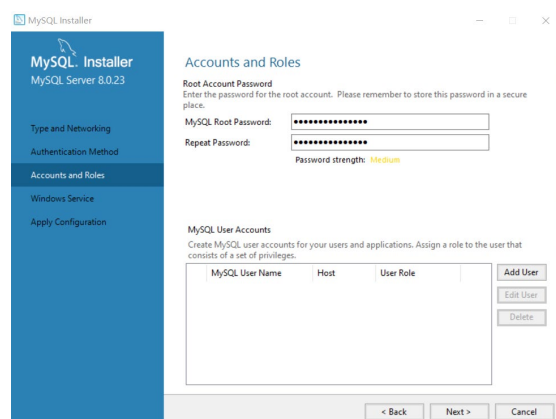 MySQL Installer
MySQL. Installer
MySQL Server 8.0.23
Type and Networking
Authentication Method
Accounts and Roles
Windows Service
Apply Configuration
Accounts and Roles
Root Account Password
Enter the password for the root account. Please remember to store this password in a secure
place.
MySQL Root Password: •••••••••••••••
Repeat Password: •••••••••••••••
Password strength: Medium
MySQL User Accounts
Create MySQL user accounts for your users and applications. Assign a role to the user that
consists of a set of privileges.
MySQL User Name Host User Role
Add User
Edit User
Delete
< Back Next > Cancel